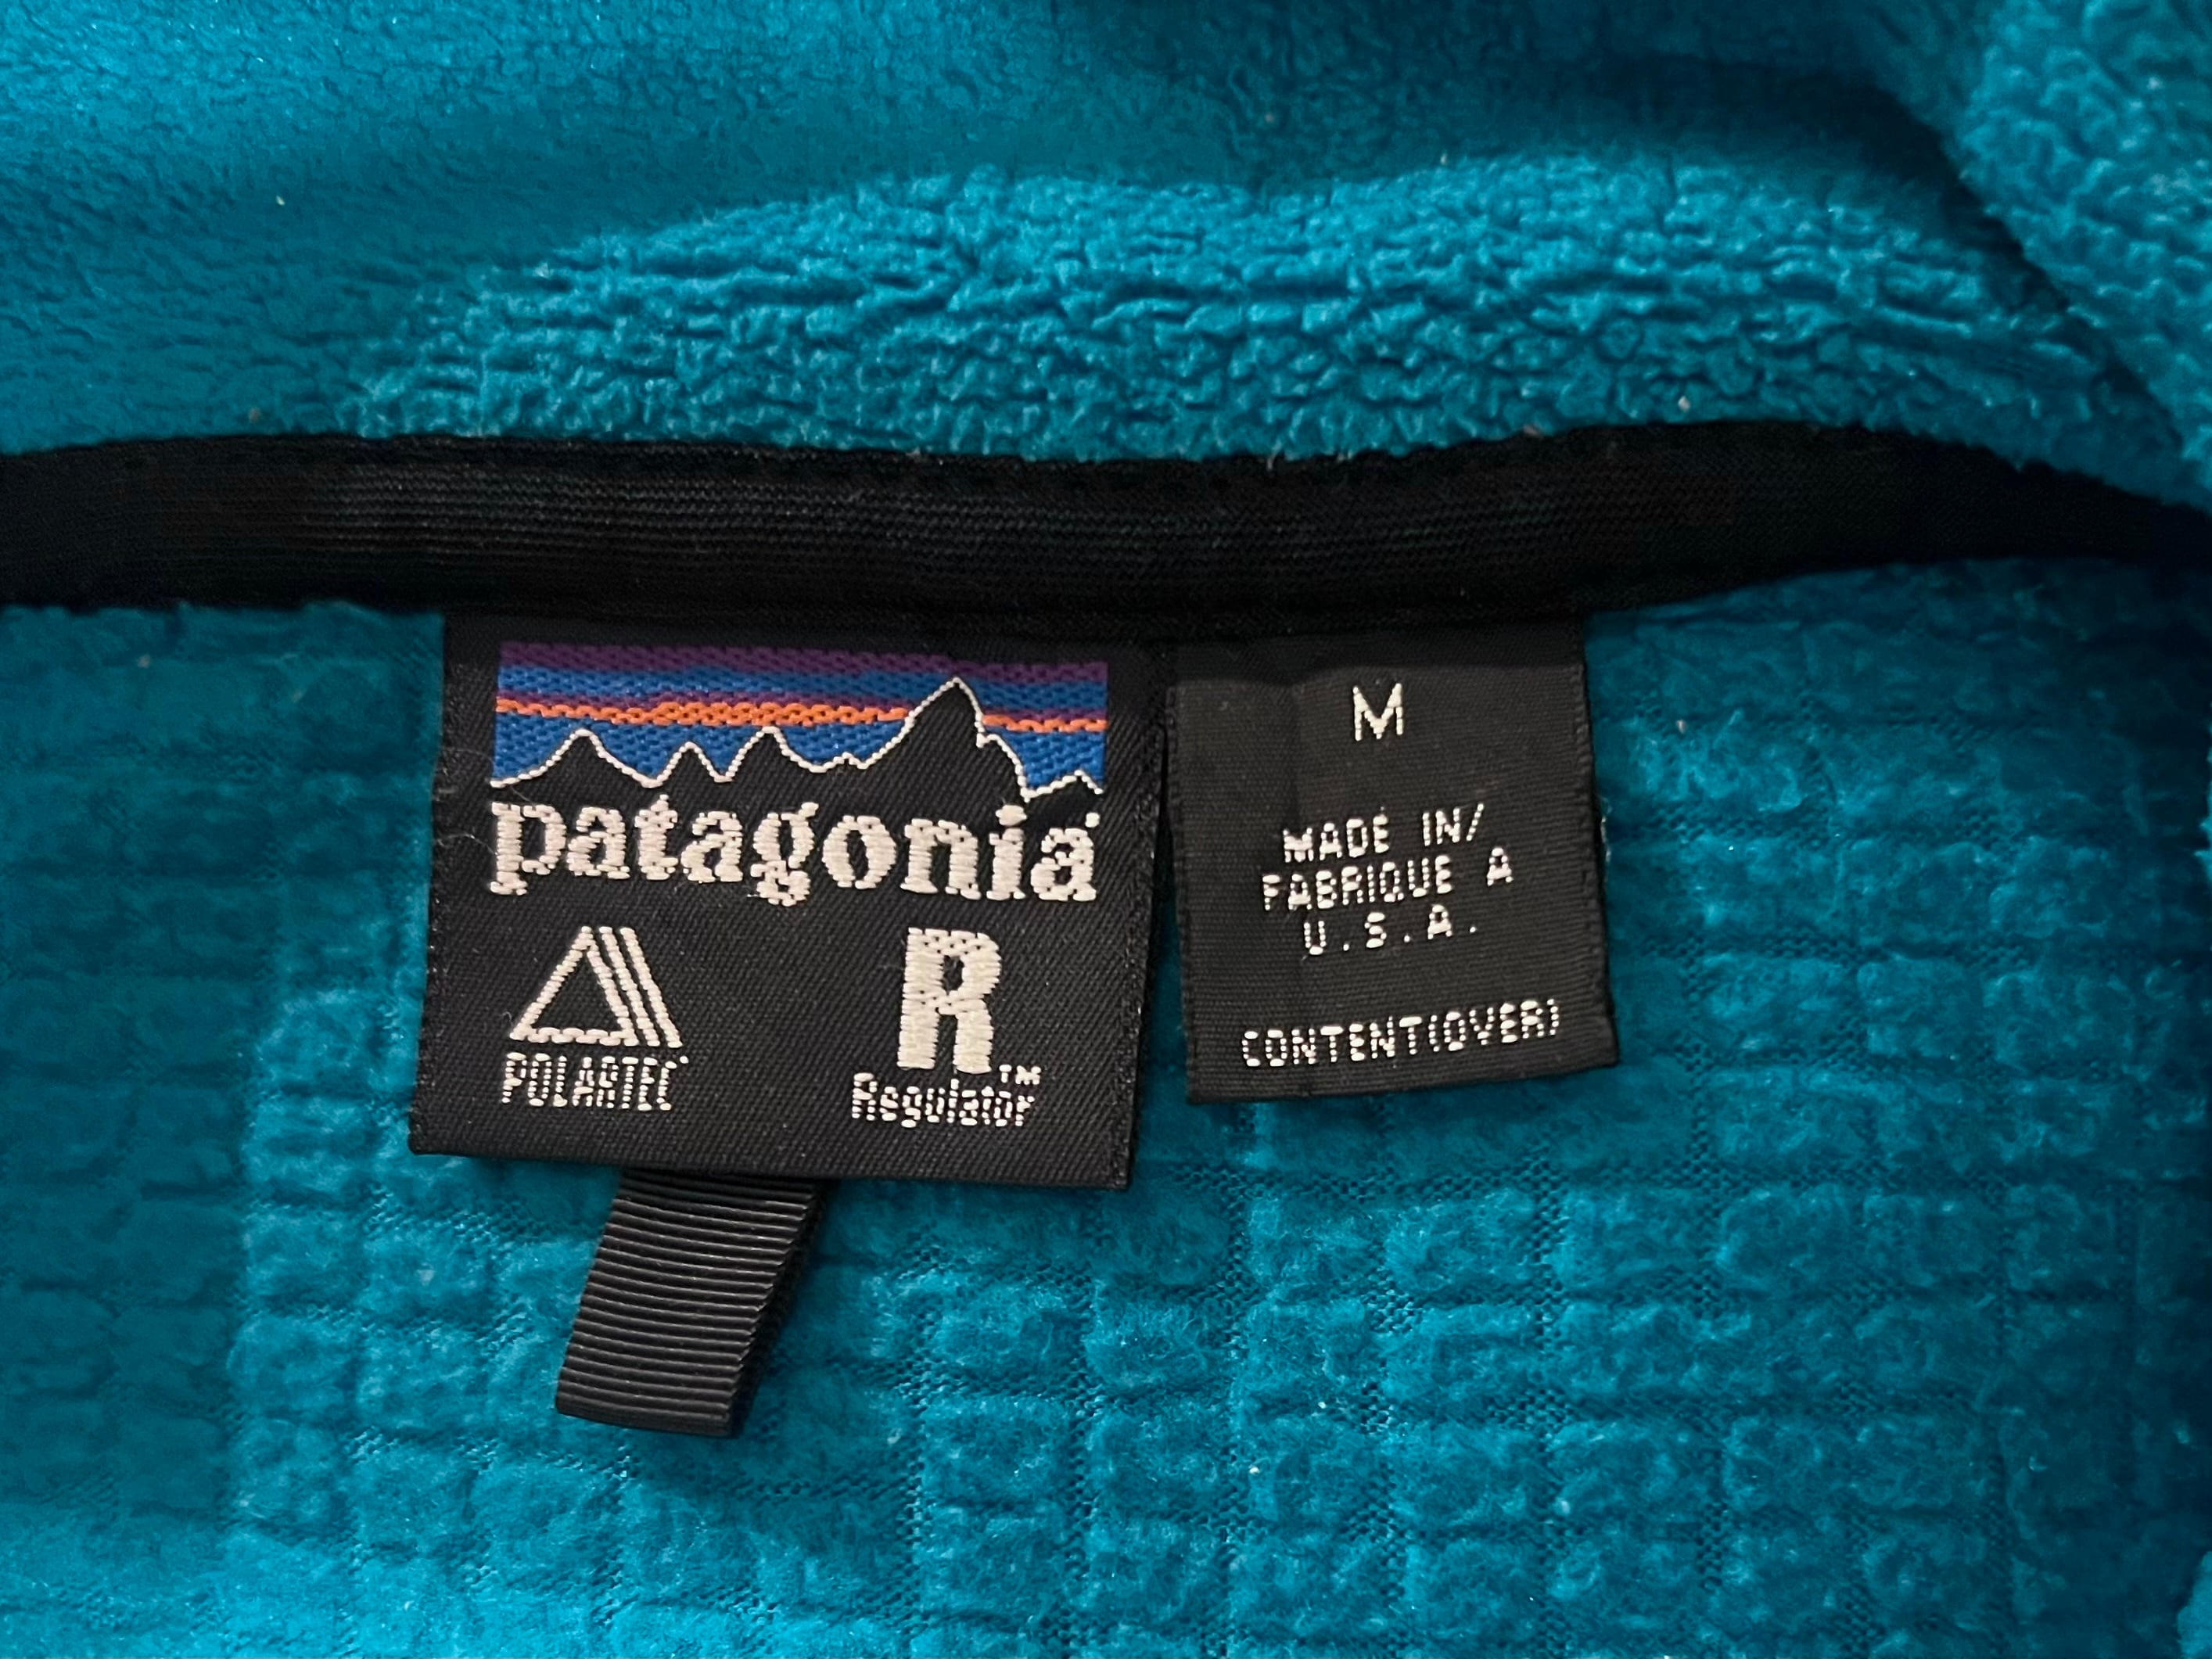 patagonia
POLARTEC
R
Regulator™
M
MADE IN/
FABRIQUE A
U.S.A.
CONTENT(OVER)